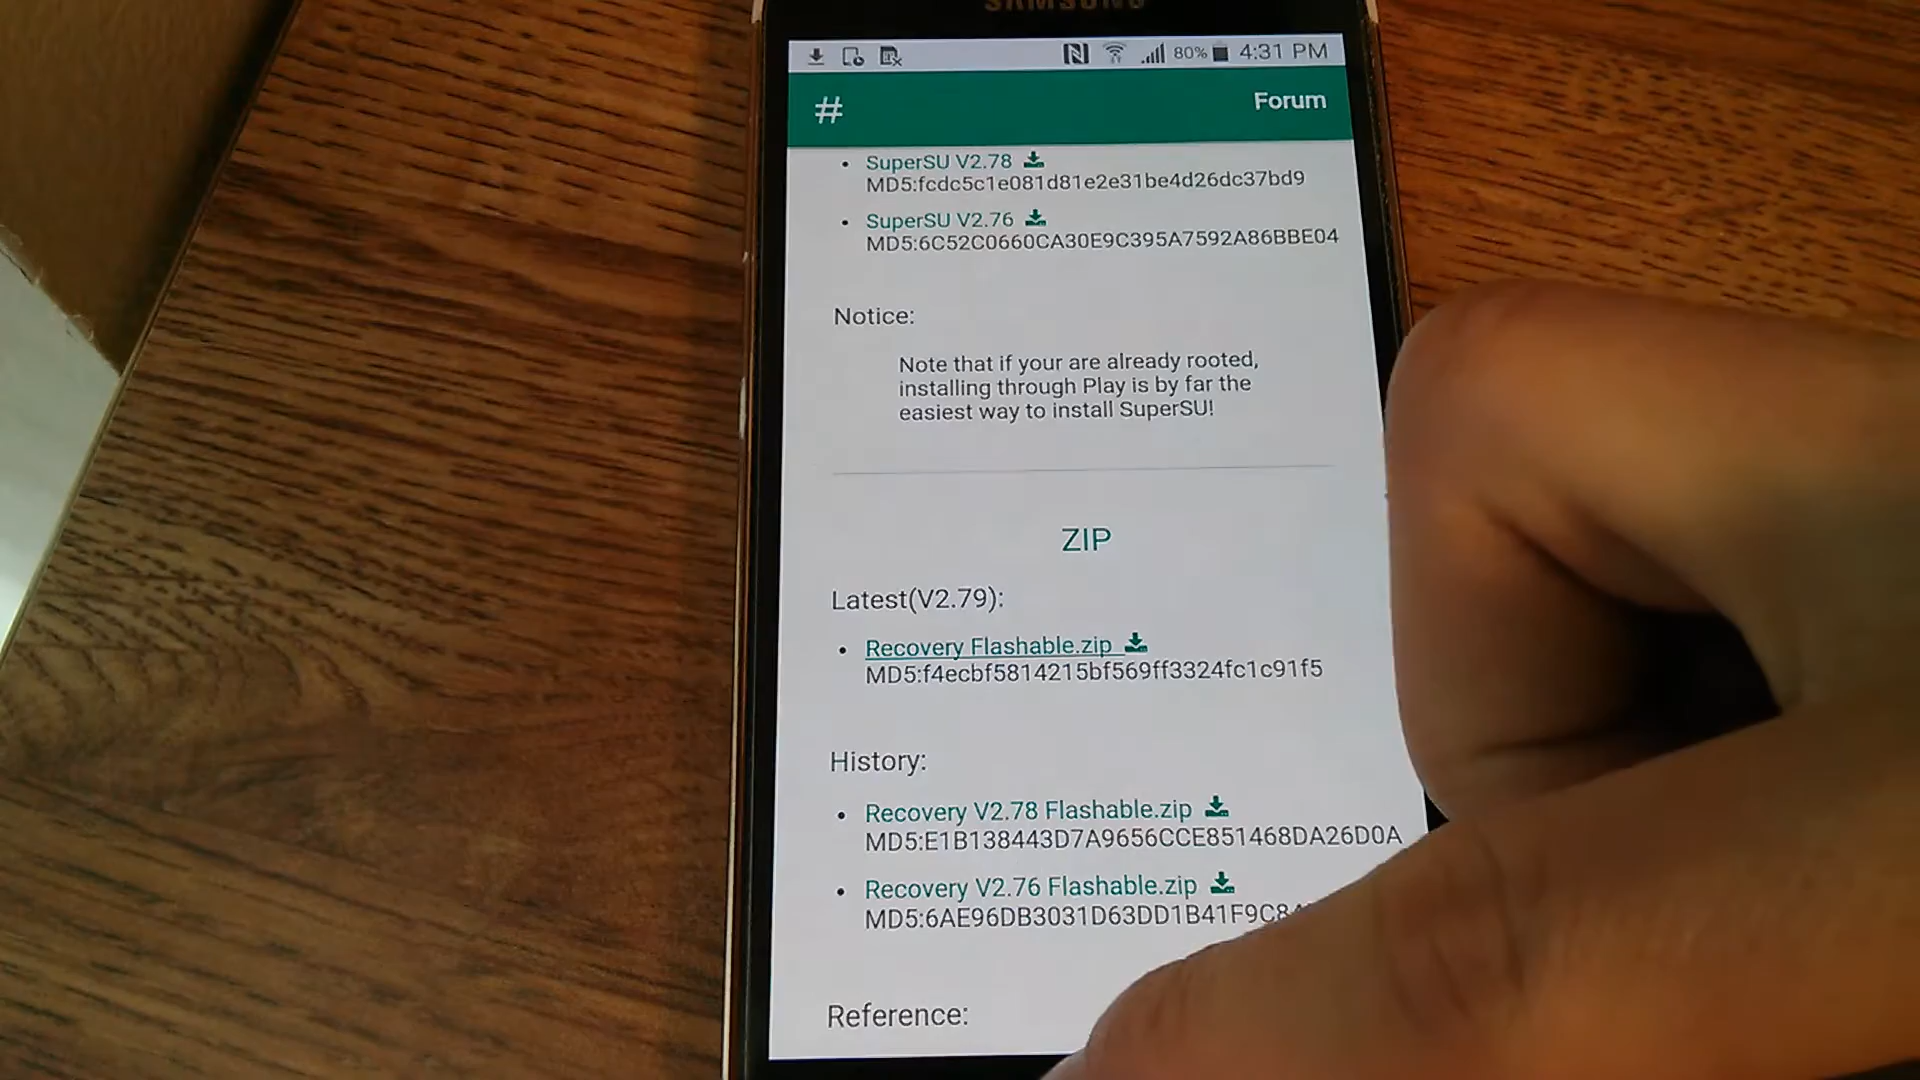 SAMSUNG
80% 4:31 PM
# Forum
• SuperSU V2.78
MD5:fcdc5c1e081d81e2e31be4d26dc37bd9
• SuperSU V2.76
MD5:6C52C0660CA30E9C395A7592A86BBE04
Notice:
Note that if your are already rooted,
installing through Play is by far the
easiest way to install SuperSU!
ZIP
Latest(V2.79):
• Recovery Flashable.zip
MD5:f4ecbf5814215bf569ff3324fc1c91f5
History:
• Recovery V2.78 Flashable.zip
MD5:E1B138443D7A9656CCE851468DA26D0A
• Recovery V2.76 Flashable.zip
MD5:6AE96DB3031D63DD1B41F9C8
Reference: